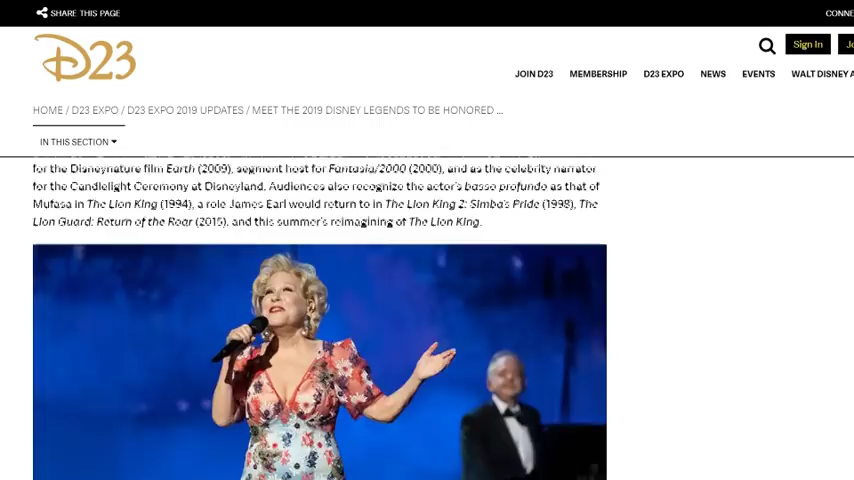 SHARE THIS PAGE
CONNE
D23
Sign In
Jo
JOIN D23 MEMBERSHIP D23 EXPO NEWS EVENTS WALT DISNEY A
HOME / D23 EXPO / D23 EXPO 2019 UPDATES / MEET THE 2019 DISNEY LEGENDS TO BE HONORED ...
IN THIS SECTION
for the Disneynature film Earth (2009), segment host for Fantasia/2000 (2000), and as the celebrity narrator
for the Candlelight Ceremony at Disneyland. Audiences also recognize the actor's basso profundo as that of
Mufasa in The Lion King (1994), a role James Earl would return to in The Lion King 2: Simba's Pride (1998), The
Lion Guard: Return of the Roar (2015), and this summer's reimagining of The Lion King.